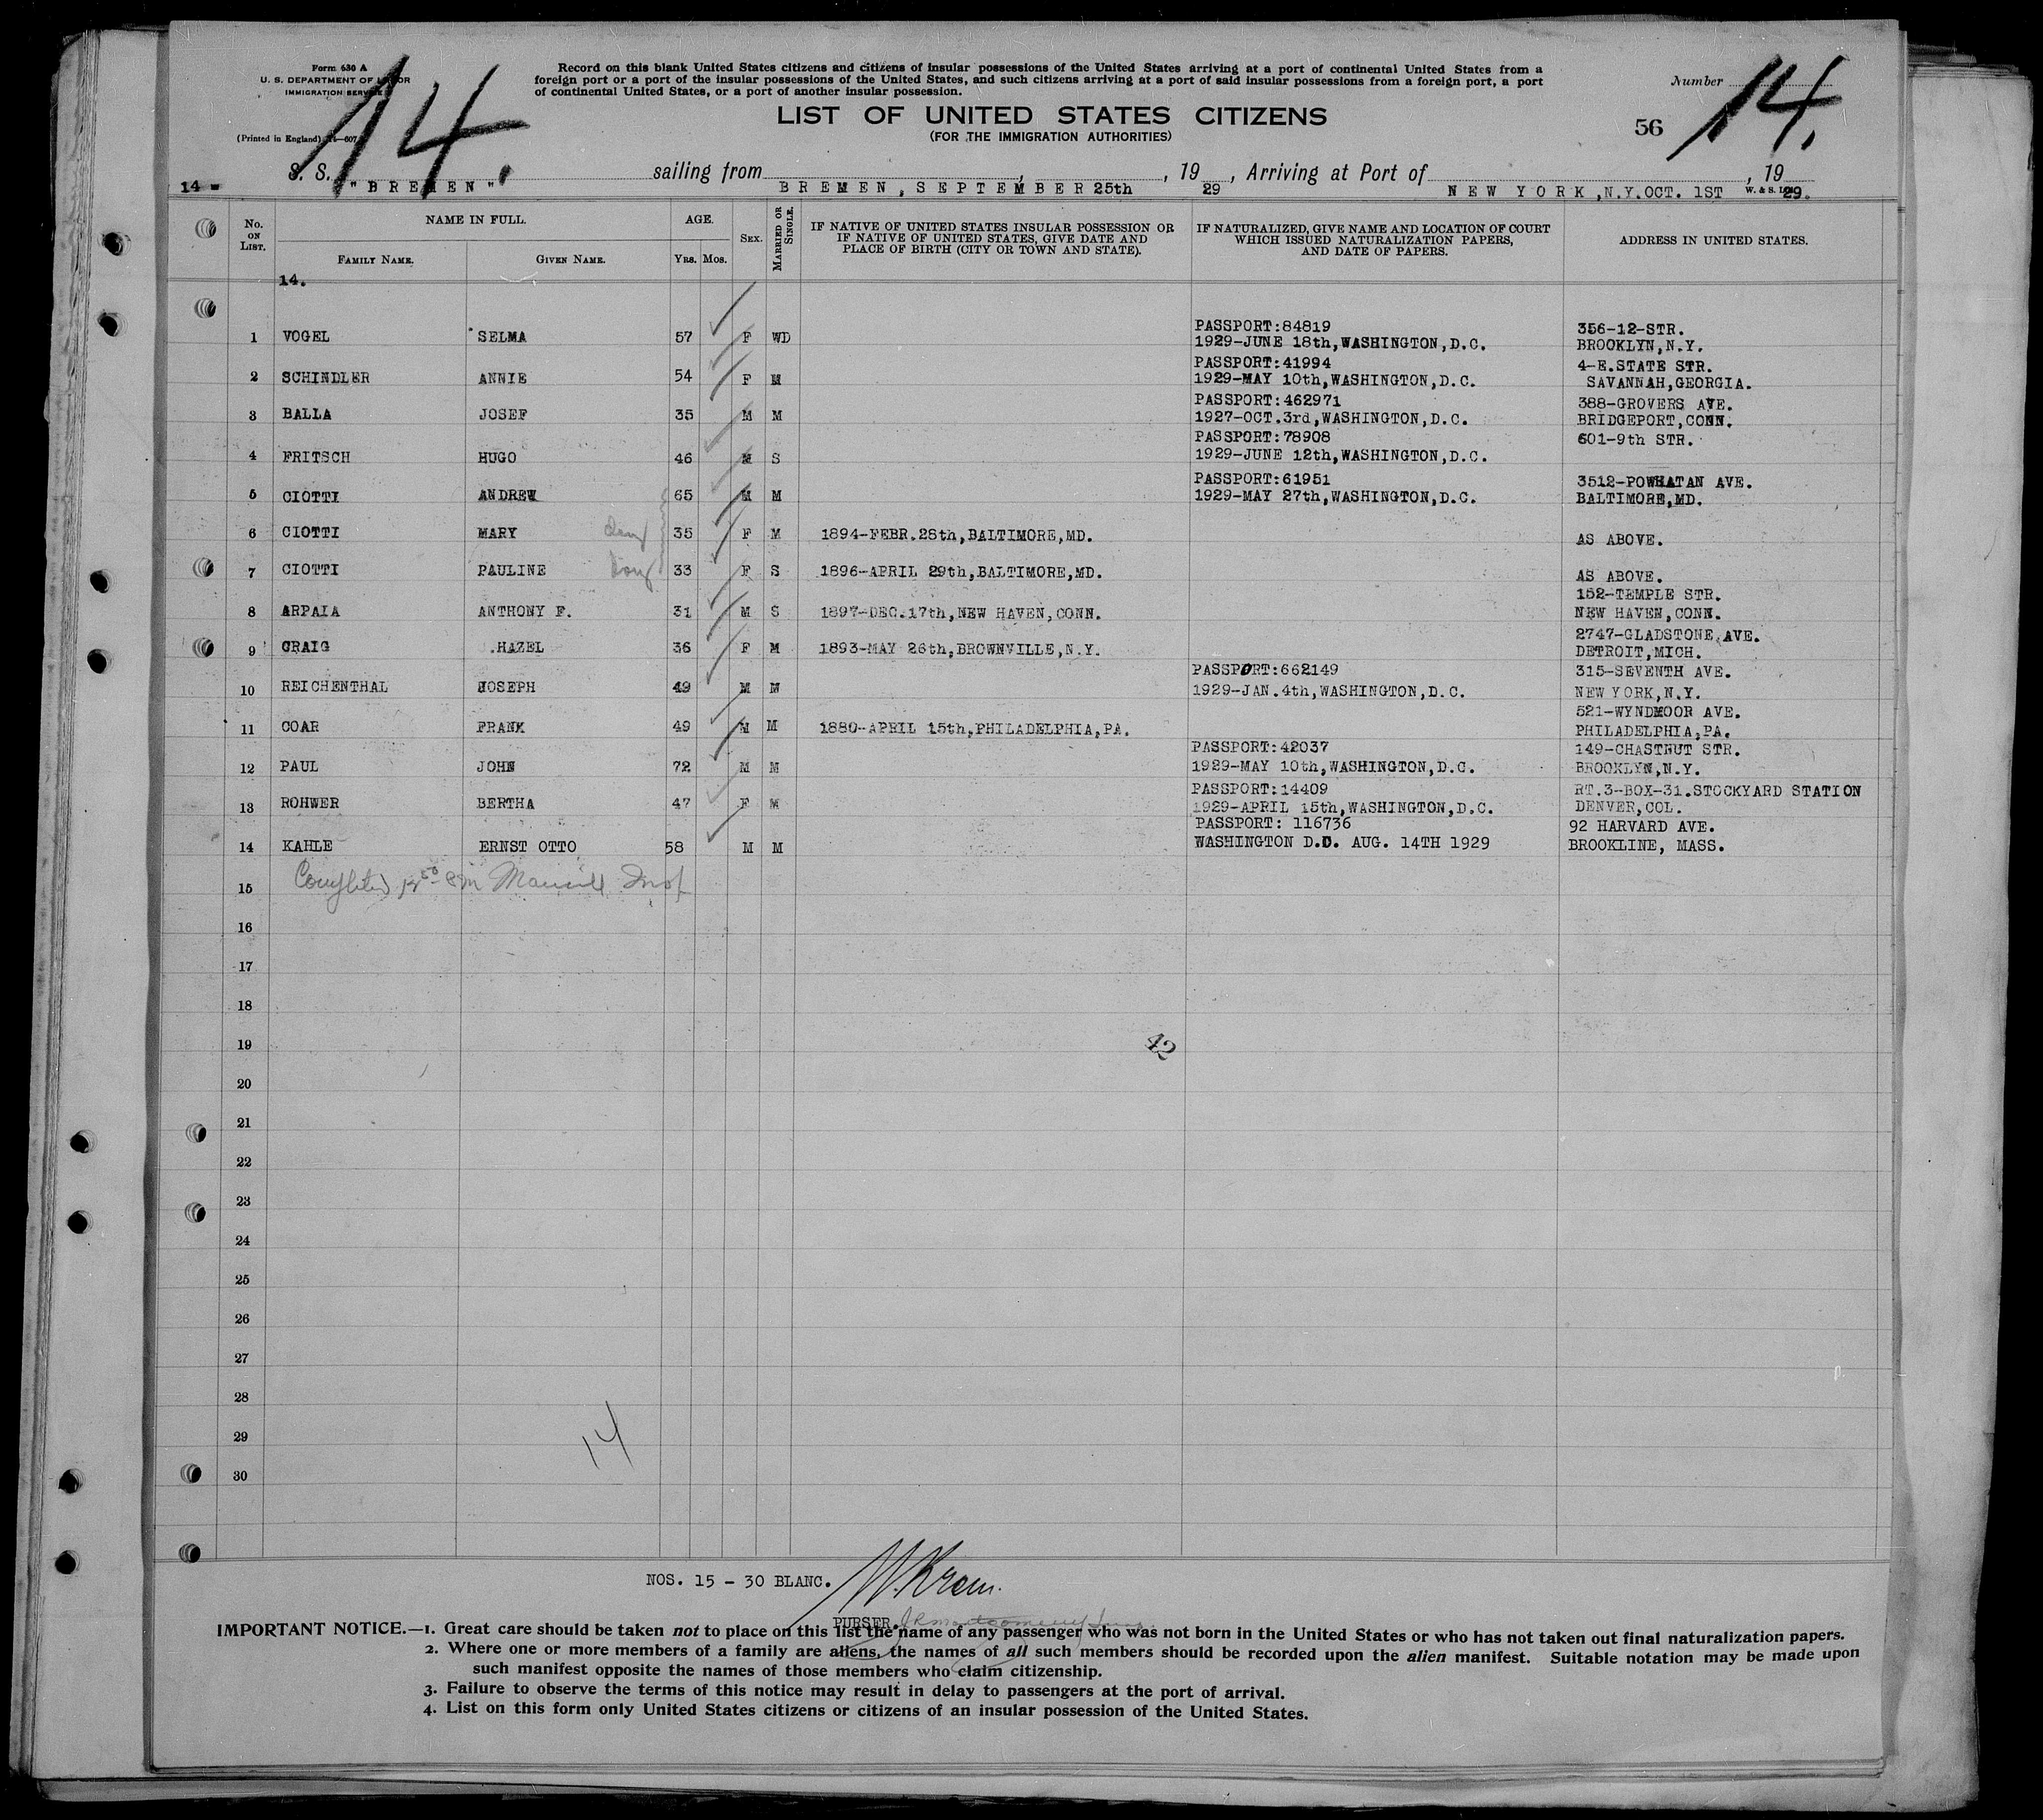 Form 630 A
U. S. DEPARTMENT OF LABOR
IMMIGRATION SERVICE
(Printed in England) 14—607
14.
Record on this blank United States citizens and citizens of insular possessions of the United States arriving at a port of continental United States from a
foreign port or a port of the insular possessions of the United States, and such citizens arriving at a port of said insular possessions from a foreign port, a port
of continental United States, or a port of another insular possession.
Number 14.
LIST OF UNITED STATES CITIZENS
(FOR THE IMMIGRATION AUTHORITIES)
56
S. S. sailing from , , 19 , Arriving at Port of , 19
14- "BREMEN" BREMEN, SEPTEMBER 25th 29 NEW YORK, N.Y. OCT. 1ST 29.
No. ON LIST. NAME IN FULL. AGE. SEX. MARRIED OR SINGLE.
FAMILY NAME. GIVEN NAME. YRS. MOS.
IF NATIVE OF UNITED STATES INSULAR POSSESSION OR
IF NATIVE OF UNITED STATES, GIVE DATE AND
PLACE OF BIRTH (CITY OR TOWN AND STATE).
IF NATURALIZED, GIVE NAME AND LOCATION OF COURT
WHICH ISSUED NATURALIZATION PAPERS,
AND DATE OF PAPERS.
ADDRESS IN UNITED STATES.
14.
PASSPORT:84819 356-12-STR.
1 VOGEL SELMA 57 F WD 1929-JUNE 18th,WASHINGTON,D.C. BROOKLYN,N.Y.
PASSPORT:41994 4-E.STATE STR.
2 SCHINDLER ANNIE 54 F M 1929-MAY 10th,WASHINGTON,D.C. SAVANNAH,GEORGIA.
PASSPORT:462971 388-GROVERS AVE.
3 BALLA JOSEF 35 M M 1927-OCT.3rd,WASHINGTON,D.C. BRIDGEPORT,CONN.
PASSPORT:78908 601-9th STR.
4 FRITSCH HUGO 46 M S 1929-JUNE 12th,WASHINGTON,D.C.
PASSPORT:61951 3512-POWHATAN AVE.
5 CIOTTI ANDREW 65 M M 1929-MAY 27th,WASHINGTON,D.C. BALTIMORE,MD.
6 CIOTTI MARY 35 F M 1894-FEBR.28th,BALTIMORE,MD. AS ABOVE.
7 CIOTTI PAULINE 33 F S 1896-APRIL 29th,BALTIMORE,MD. AS ABOVE.
152-TEMPLE STR.
8 ARPAIA ANTHONY F. 31 M S 1897-DEC.17th,NEW HAVEN,CONN. NEW HAVEN,CONN.
2747-GLADSTONE AVE.
9 CRAIG HAZEL 36 F M 1893-MAY 26th,BROWNVILLE,N.Y. DETROIT,MICH.
PASSPORT:662149 315-SEVENTH AVE.
10 REICHENTHAL JOSEPH 49 M M 1929-JAN.4th,WASHINGTON,D.C. NEW YORK,N.Y.
521-WYNDMOOR AVE.
11 COAR FRANK 49 M M 1880-APRIL 15th,PHILADELPHIA,PA. PHILADELPHIA,PA.
PASSPORT:42037 149-CHASTNUT STR.
12 PAUL JOHN 72 M M 1929-MAY 10th,WASHINGTON,D.C. BROOKLYN,N.Y.
PASSPORT:14409 RT.3-BOX-31.STOCKYARD STATION
13 ROHWER BERTHA 47 F M 1929-APRIL 15th,WASHINGTON,D.C. DENVER,COL.
PASSPORT: 116736 92 HARVARD AVE.
14 KAHLE ERNST OTTO 58 M M WASHINGTON D.D. AUG. 14TH 1929 BROOKLINE, MASS.
15
16
17
18
19 42
20
21
22
23
24
25
26
27
28
29 14
30
NOS. 15 - 30 BLANC.
PURSER.
IMPORTANT NOTICE.—1. Great care should be taken not to place on this list the name of any passenger who was not born in the United States or who has not taken out final naturalization papers.
2. Where one or more members of a family are aliens, the names of all such members should be recorded upon the alien manifest. Suitable notation may be made upon
such manifest opposite the names of those members who claim citizenship.
3. Failure to observe the terms of this notice may result in delay to passengers at the port of arrival.
4. List on this form only United States citizens or citizens of an insular possession of the United States.